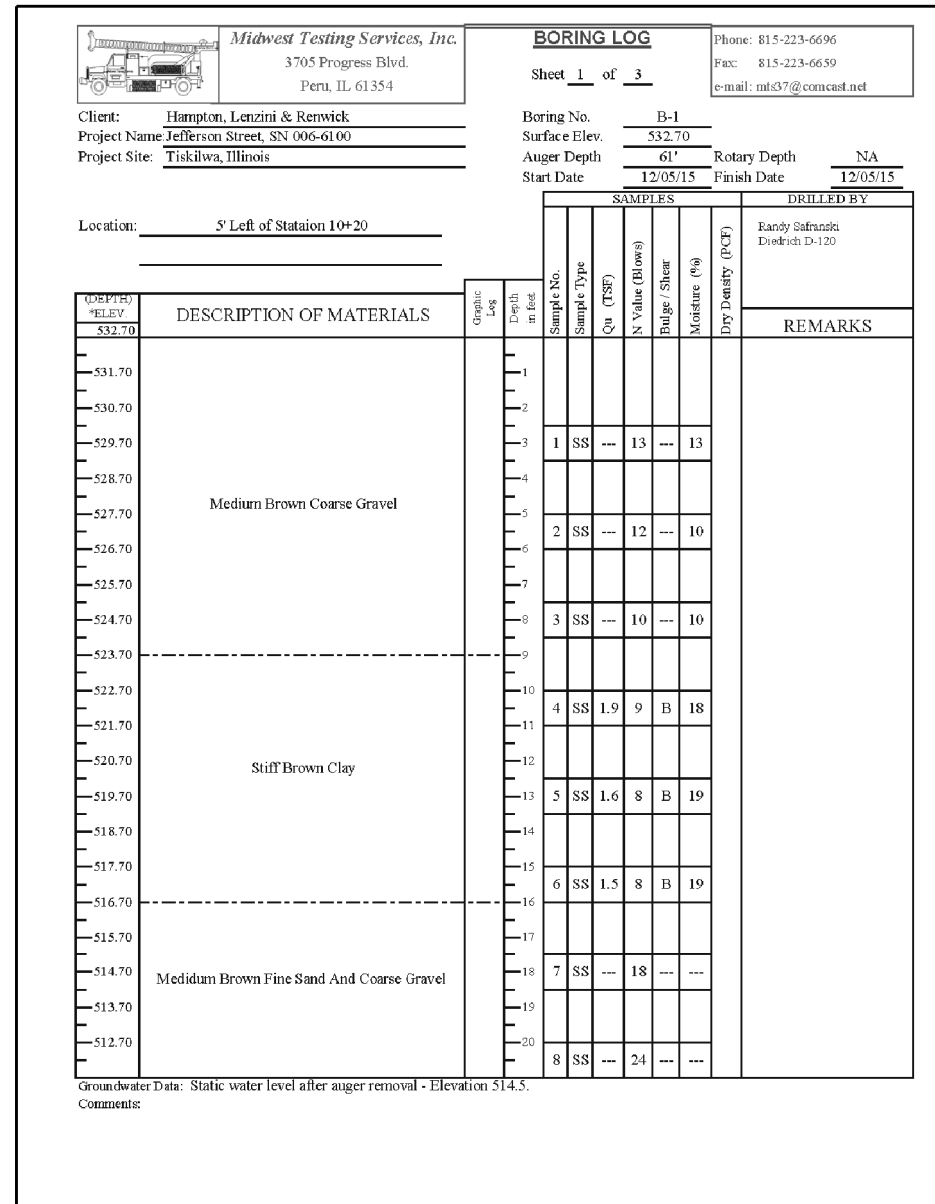 Midwest Testing Services, Inc.
3705 Progress Blvd.
Peru, IL 61354
BORING LOG
Sheet 1 of 3
Phone: 815-223-6696
Fax: 815-223-6659
e-mail: mts37@comcast.net
Client: Hampton, Lenzini & Renwick
Project Name: Jefferson Street, SN 006-6100
Project Site: Tiskilwa, Illinois
Boring No. B-1
Surface Elev. 532.70
Auger Depth 61' Rotary Depth NA
Start Date 12/05/15 Finish Date 12/05/15
Location: 5' Left of Stataion 10+20
SAMPLES
DRILLED BY
Randy Safranski
Diedrich D-120
(DEPTH)
*ELEV.
532.70
DESCRIPTION OF MATERIALS
Graphic
Log
Depth
in feet
Sample No.
Sample Type
Qu (TSF)
N Value (Blows)
Bulge / Shear
Moisture (%)
Dry Density (PCF)
REMARKS
531.70 1
530.70 2
529.70 3 1 SS --- 13 --- 13
528.70 4
Medium Brown Coarse Gravel
527.70 5
2 SS --- 12 --- 10
526.70 6
525.70 7
524.70 8 3 SS --- 10 --- 10
523.70 9
522.70 10
4 SS 1.9 9 B 18
521.70 11
520.70 12
Stiff Brown Clay
519.70 13 5 SS 1.6 8 B 19
518.70 14
517.70 15
6 SS 1.5 8 B 19
516.70 16
515.70 17
514.70 18 7 SS --- 18 --- ---
Medidum Brown Fine Sand And Coarse Gravel
513.70 19
512.70 20
8 SS --- 24 --- ---
Groundwater Data: Static water level after auger removal - Elevation 514.5.
Comments: